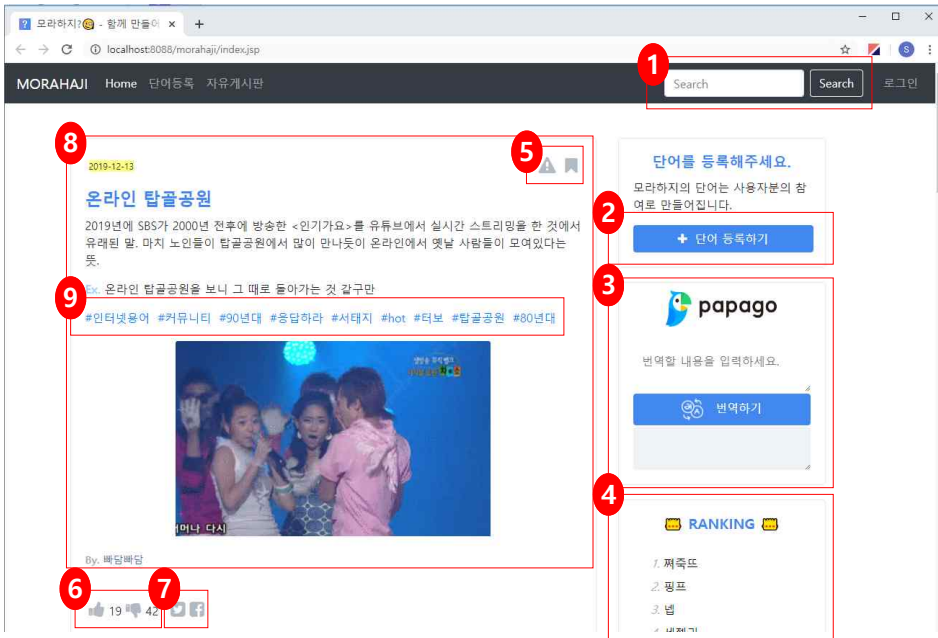 모라하지? - 함께 만들어
localhost:8088/morahaji/index.jsp
S
MORAHAJI Home 단어등록 자유게시판
1
Search
Search
로그인
8
2019-12-13
5
온라인 탑골공원
2019년에 SBS가 2000년 전후에 방송한 <인기가요>를 유튜브에서 실시간 스트리밍을 한 것에서
유래된 말. 마치 노인들이 탑골공원에서 많이 만나듯이 온라인에서 옛날 사람들이 모여있다는
뜻.
Ex. 온라인 탑골공원을 보니 그 때로 돌아가는 것 같구만
9
#인터넷용어 #커뮤니티 #90년대 #응답하라 #서태지 #hot #터보 #탑골공원 #80년대
어머나 다시
By. 빠담빠담
6
19
42
7
단어를 등록해주세요.
모라하지의 단어는 사용자분의 참
여로 만들어집니다.
2
+ 단어 등록하기
3
papago
번역할 내용을 입력하세요.
번역하기
4
RANKING
1. 쪄죽뜨
2. 핑프
3. 넵